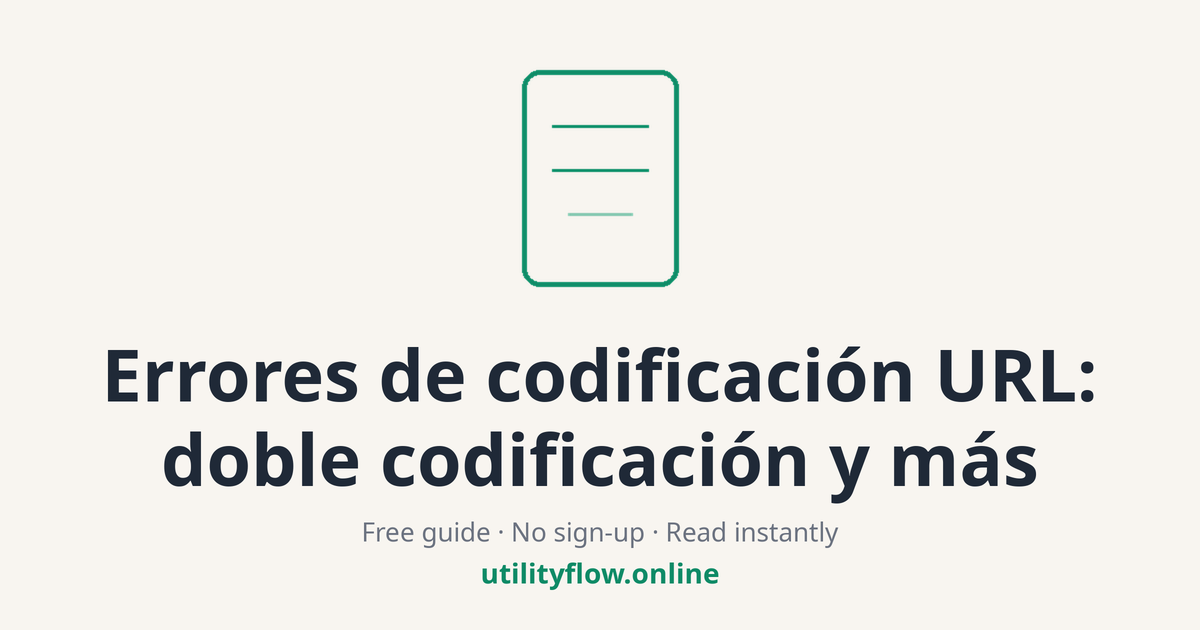 Errores de codificación URL:
doble codificación y más
Free guide · No sign-up · Read instantly
utilityflow.online